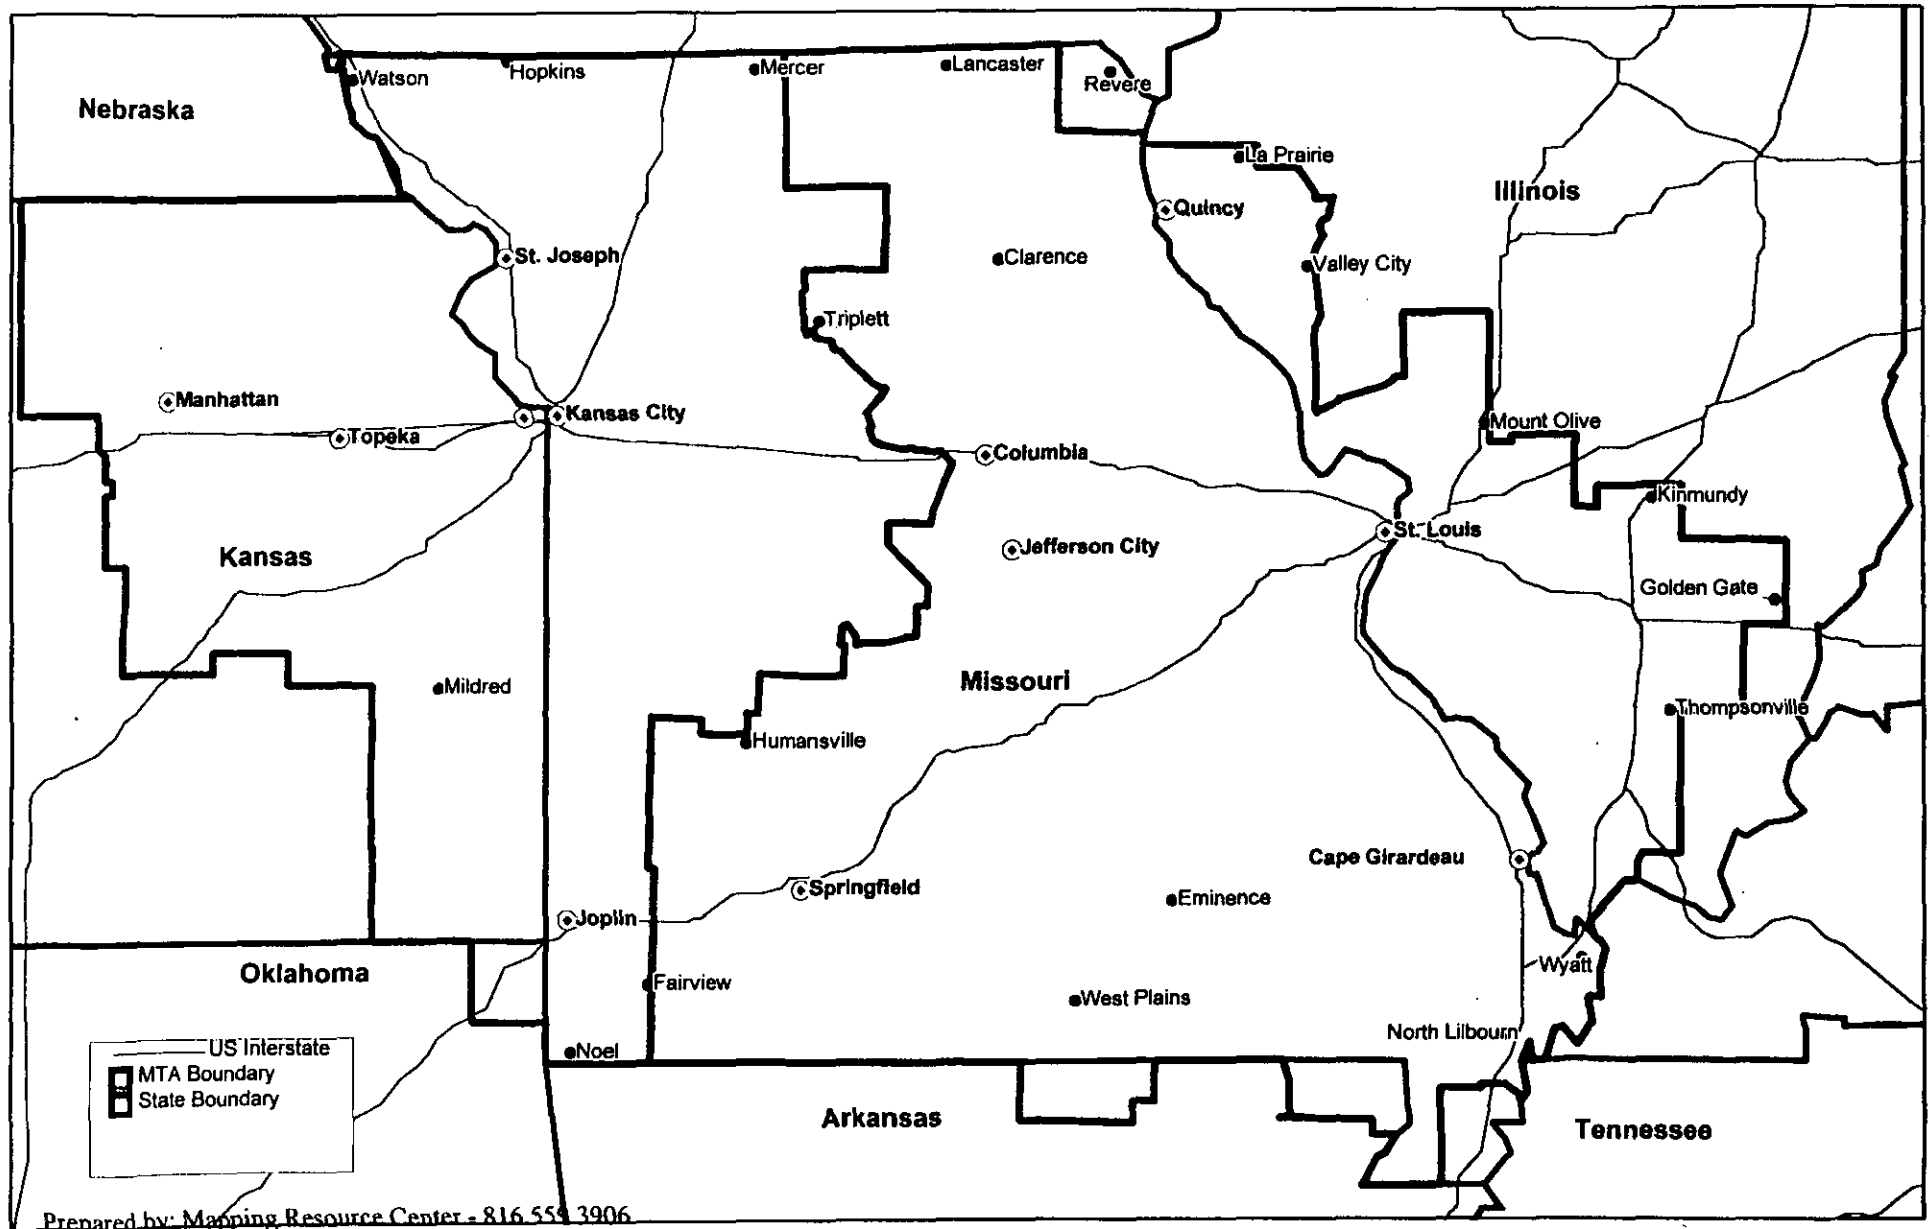 Watson
Hopkins
Mercer
Lancaster
Revere
Nebraska
La Prairie
Illinois
Quincy
St. Joseph
Clarence
Valley City
Triplett
Manhattan
Kansas City
Topeka
Mount Olive
Columbia
Kinmundy
St. Louis
Kansas
Jefferson City
Golden Gate
Missouri
Mildred
Thompsonville
Humansville
Cape Girardeau
Springfield
Eminence
Joplin
Wyatt
Oklahoma
Fairview
West Plains
North Lilbourn
US Interstate
Noel
MTA Boundary
State Boundary
Arkansas
Tennessee
Prepared by: Mapping Resource Center - 816.559.3906